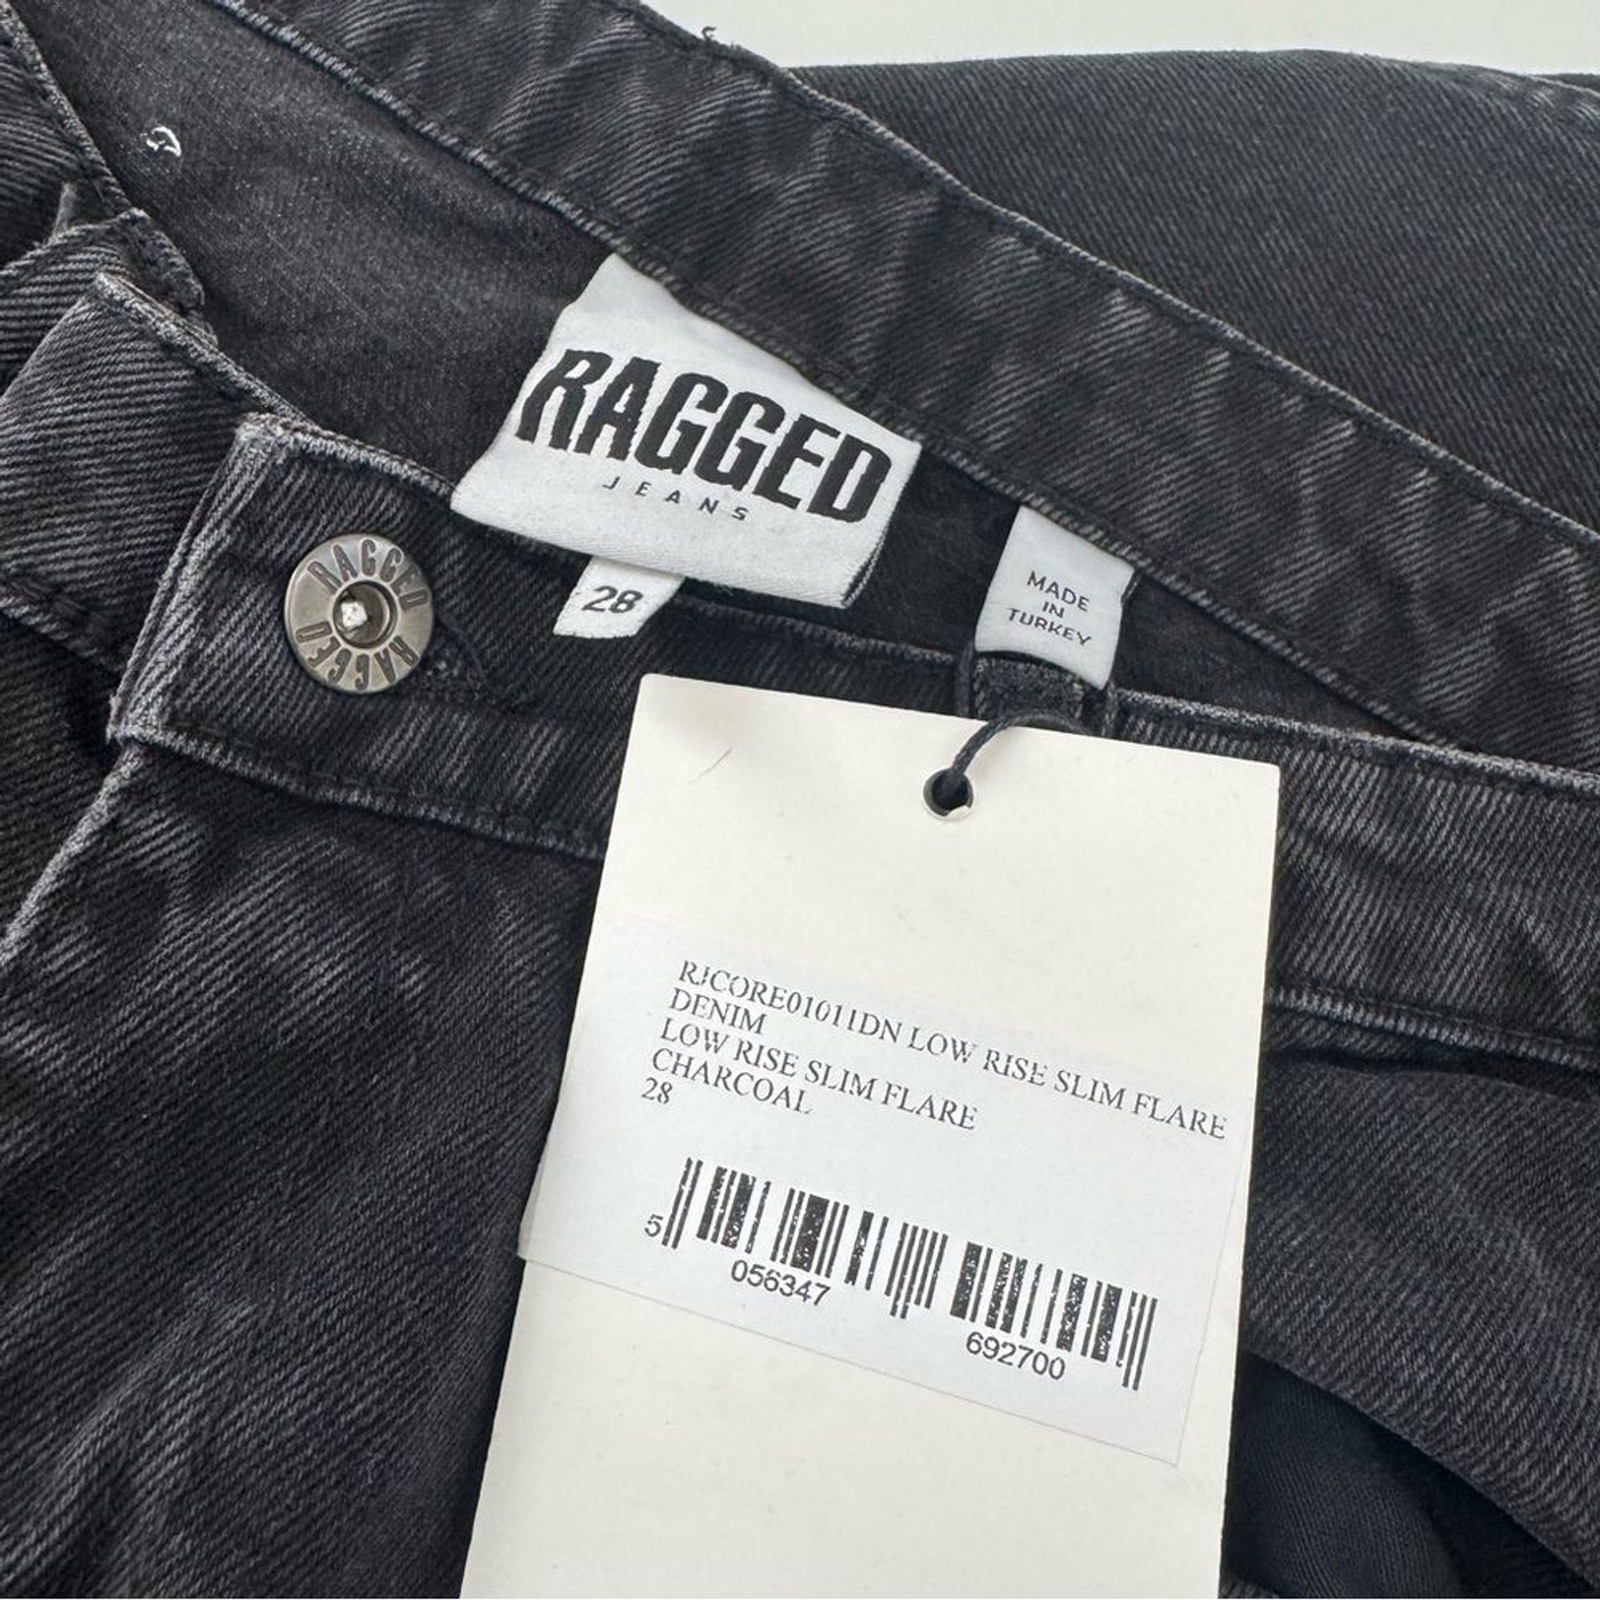 RAGGED
JEANS
28
MADE
IN
TURKEY
RAGGED RAGGED
RJCORE01011DN LOW RISE SLIM FLARE
DENIM
LOW RISE SLIM FLARE
CHARCOAL
28
5 056347 692700